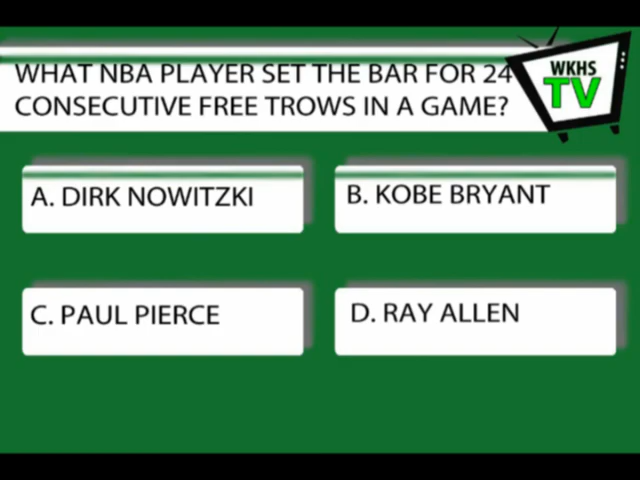 WHAT NBA PLAYER SET THE BAR FOR 24
CONSECUTIVE FREE TROWS IN A GAME?
WKHS
TV
A. DIRK NOWITZKI
B. KOBE BRYANT
C. PAUL PIERCE
D. RAY ALLEN